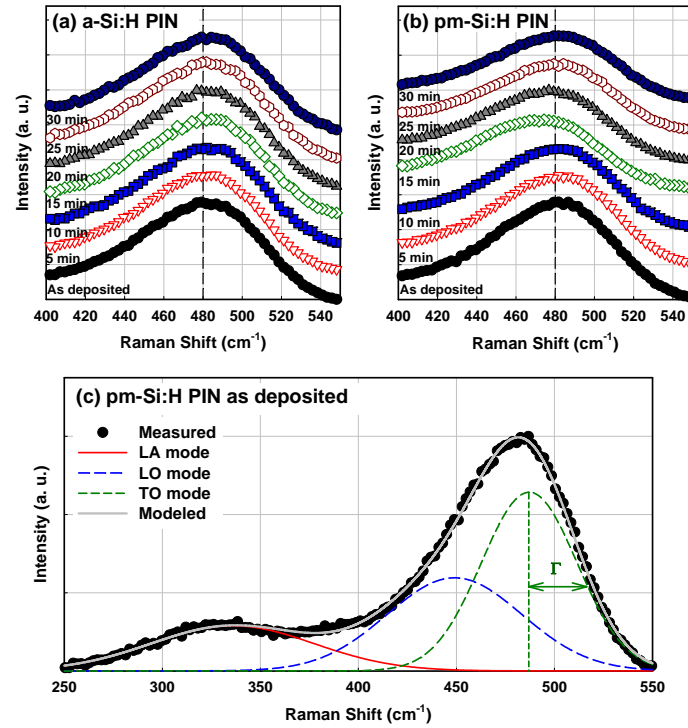 (a) a-Si:H PIN
Intensity (a. u.)
30 min
25 min
20 min
15 min
10 min
5 min
As deposited
400 420 440 460 480 500 520 540
Raman Shift (cm⁻¹)
(b) pm-Si:H PIN
Intensity (a. u.)
30 min
25 min
20 min
15 min
10 min
5 min
As deposited
400 420 440 460 480 500 520 540
Raman Shift (cm⁻¹)
(c) pm-Si:H PIN as deposited
Measured
LA mode
LO mode
TO mode
Modeled
Γ
Intensity (a. u.)
250 300 350 400 450 500 550
Raman Shift (cm⁻¹)